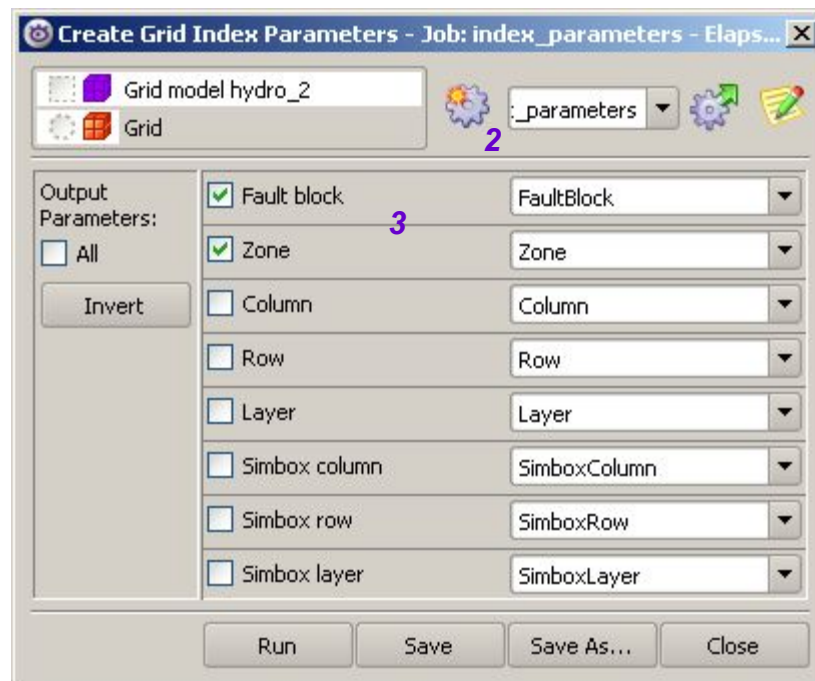 Create Grid Index Parameters - Job: index_parameters - Elaps...
Grid model hydro_2
Grid
:_parameters
2
Output
Parameters:
All
Invert
Fault block
FaultBlock
3
Zone
Zone
Column
Column
Row
Row
Layer
Layer
Simbox column
SimboxColumn
Simbox row
SimboxRow
Simbox layer
SimboxLayer
Run
Save
Save As...
Close